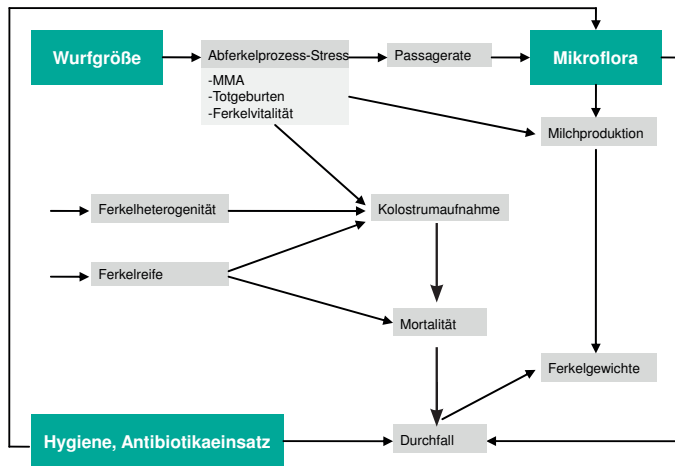 Wurfgröße
Abferkelprozess-Stress
-MMA
-Totgeburten
-Ferkelvitalität
Passagerate
Mikroflora
Milchproduktion
Ferkelheterogenität
Kolostrumaufnahme
Ferkelreife
Mortalität
Ferkelgewichte
Hygiene, Antibiotikaeinsatz
Durchfall